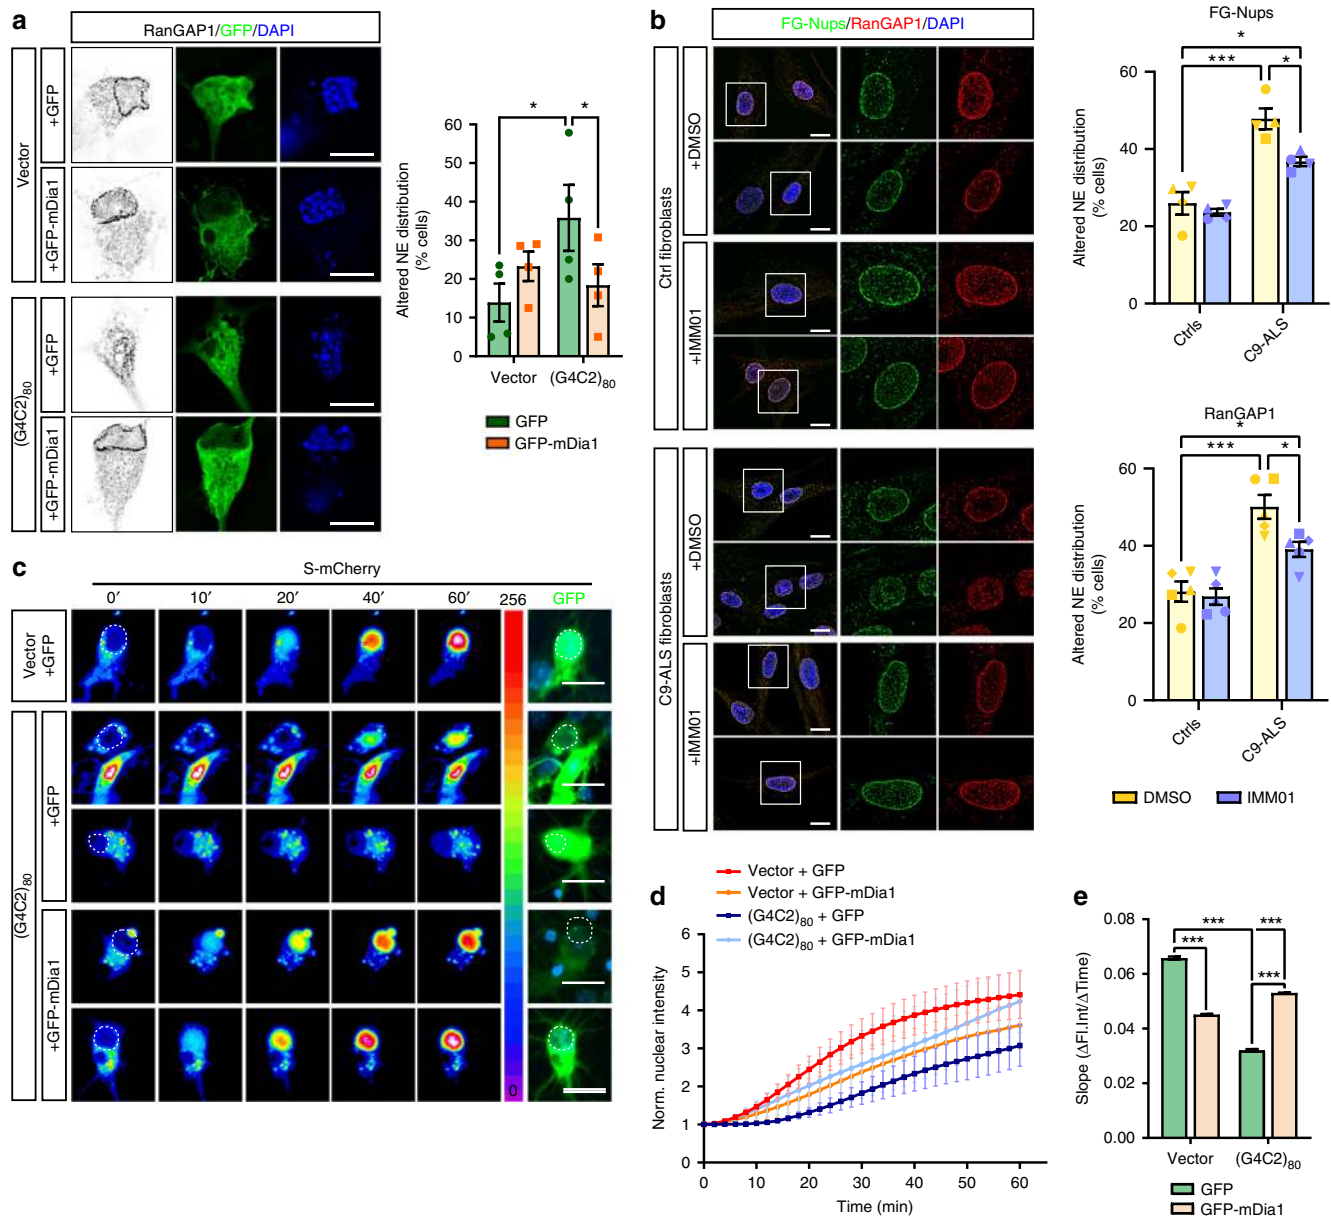 a
RanGAP1/GFP/DAPI
Vector
+GFP
+GFP-mDia1
(G4C2)80
+GFP
+GFP-mDia1
Altered NE distribution
(% cells)
60
50
40
30
20
10
0
*
*
Vector
(G4C2)80
GFP
GFP-mDia1
b
FG-Nups/RanGAP1/DAPI
Ctrl fibroblasts
+DMSO
+IMM01
C9-ALS fibroblasts
+DMSO
+IMM01
FG-Nups
*
***
*
Altered NE distribution
(% cells)
60
40
20
0
Ctrls
C9-ALS
RanGAP1
*
***
*
Altered NE distribution
(% cells)
60
40
20
0
Ctrls
C9-ALS
DMSO
IMM01
c
S-mCherry
0′ 10′ 20′ 40′ 60′ 256 GFP
Vector
+GFP
(G4C2)80
+GFP
+GFP-mDia1
0
d
Vector + GFP
Vector + GFP-mDia1
(G4C2)80 + GFP
(G4C2)80 + GFP-mDia1
Norm. nuclear intensity
6
5
4
3
2
1
0
0 10 20 30 40 50 60
Time (min)
e
Slope (ΔFl.Int/ΔTime)
0.08
0.06
0.04
0.02
0.00
*** ***
***
***
Vector
(G4C2)80
GFP
GFP-mDia1